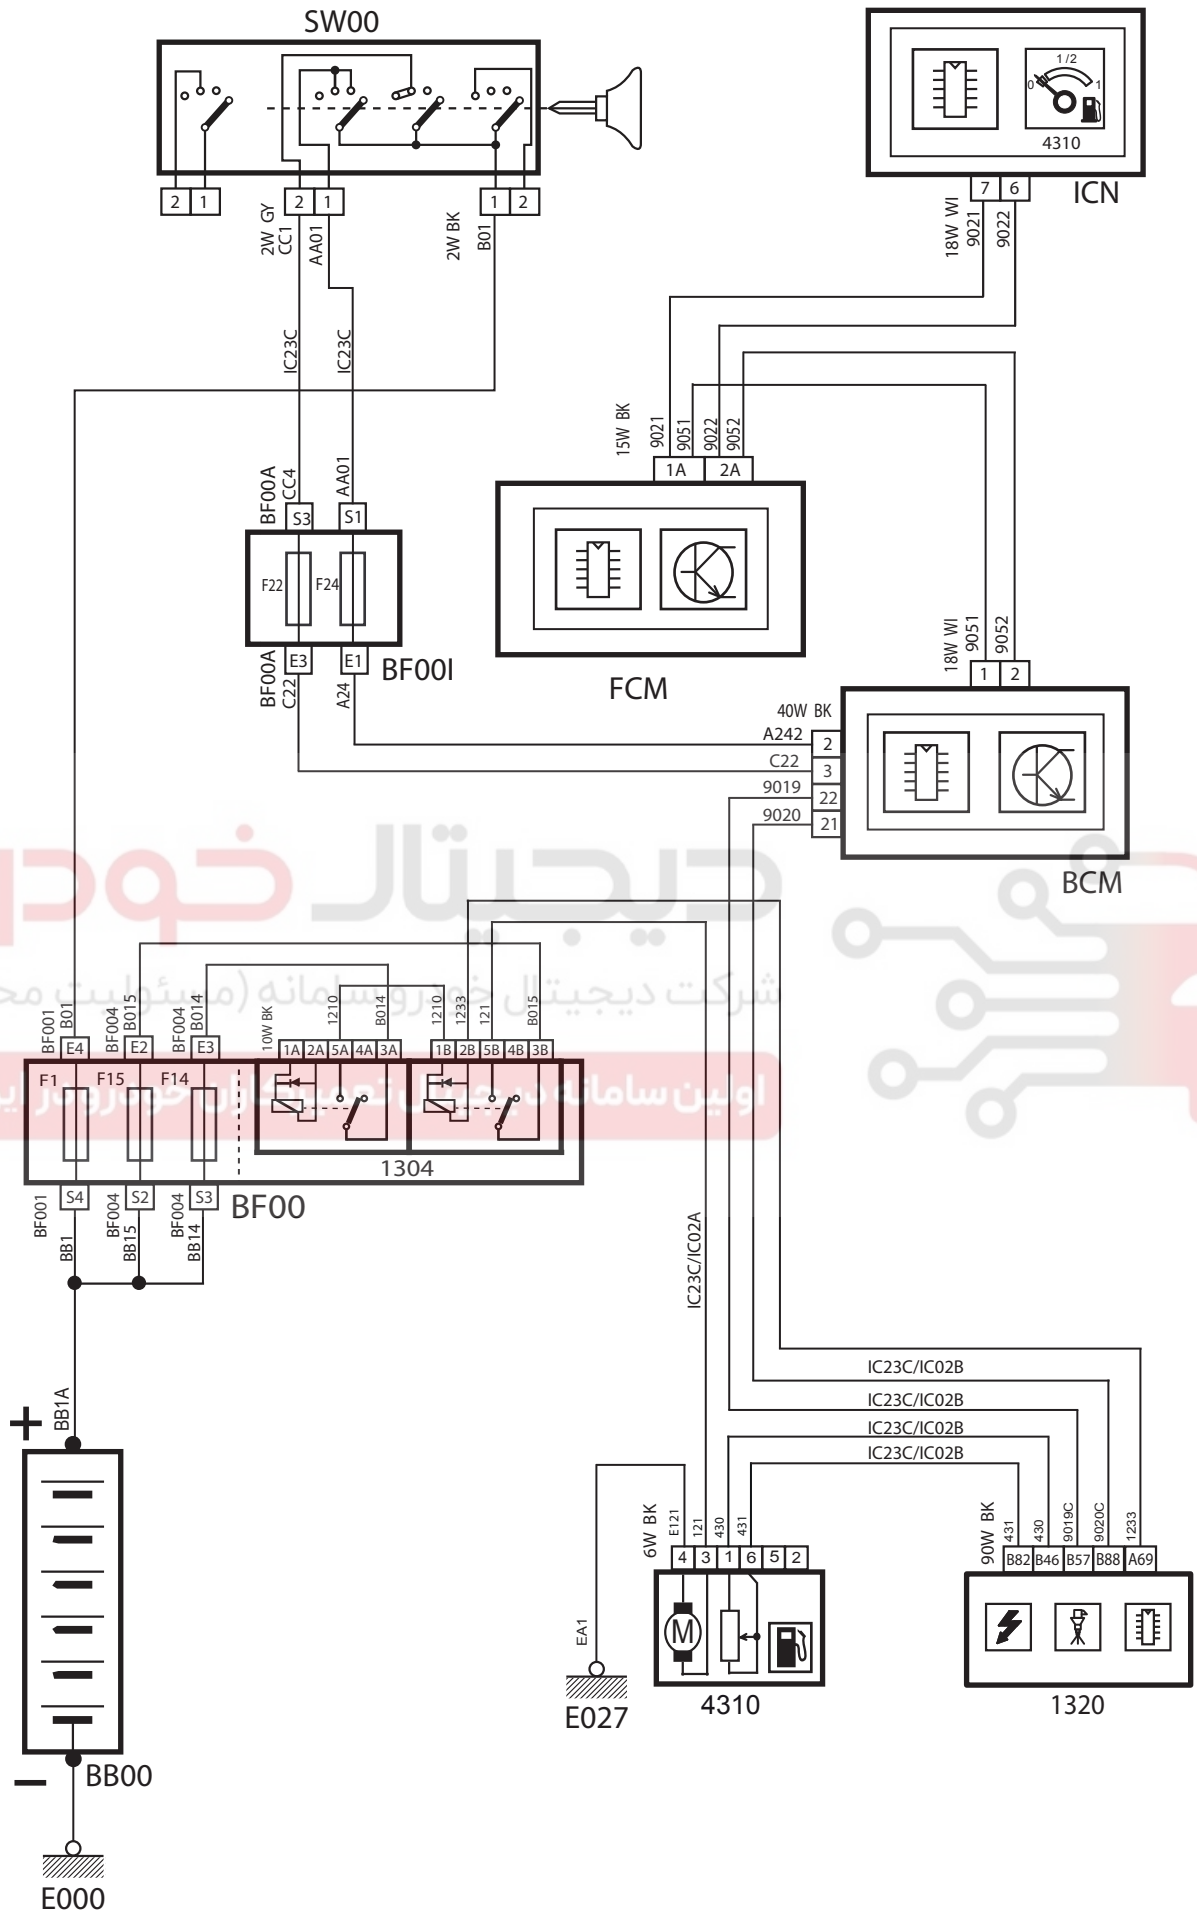 SW00
2 1
2 1
1 2
2W GY
CC1
AA01
2W BK
B01
1/2
0
1
4310
ICN
7 6
18W WI
9021
9022
IC23C
IC23C
15W BK
9021
9051
9022
9052
1A 2A
FCM
BF00A
CC4
AA01
S3 S1
F22 F24
E3 E1
BF00I
BF00A
C22
A24
18W WI
9051
9052
1 2
40W BK
A242 2
C22 3
9019 22
9020 21
BCM
دیجیتال خودرو
شرکت دیجیتال خودرو سامانه (مسئولیت
اولین سامانه دیجیتال تعمیرکاران خودرو در
BF001
B01
BF004
B015
BF004
B014
10W BK
1210
B014
1210
1233
121
B015
E4 E2 E3
1A 2A 5A 4A 3A
1B 2B 5B 4B 3B
F1 F15 F14
1304
S4 S2 S3
BF00
BF001
BB1
BF004
BB15
BF004
BB14
IC23C/IC02A
IC23C/IC02B
IC23C/IC02B
IC23C/IC02B
IC23C/IC02B
BB1A
+
−
BB00
E000
EA1
E027
6W BK
E121
121
430
431
4 3 1 6 5 2
M
4310
90W BK
431
430
9019C
9020C
1233
B82 B46 B57 B88 A69
1320